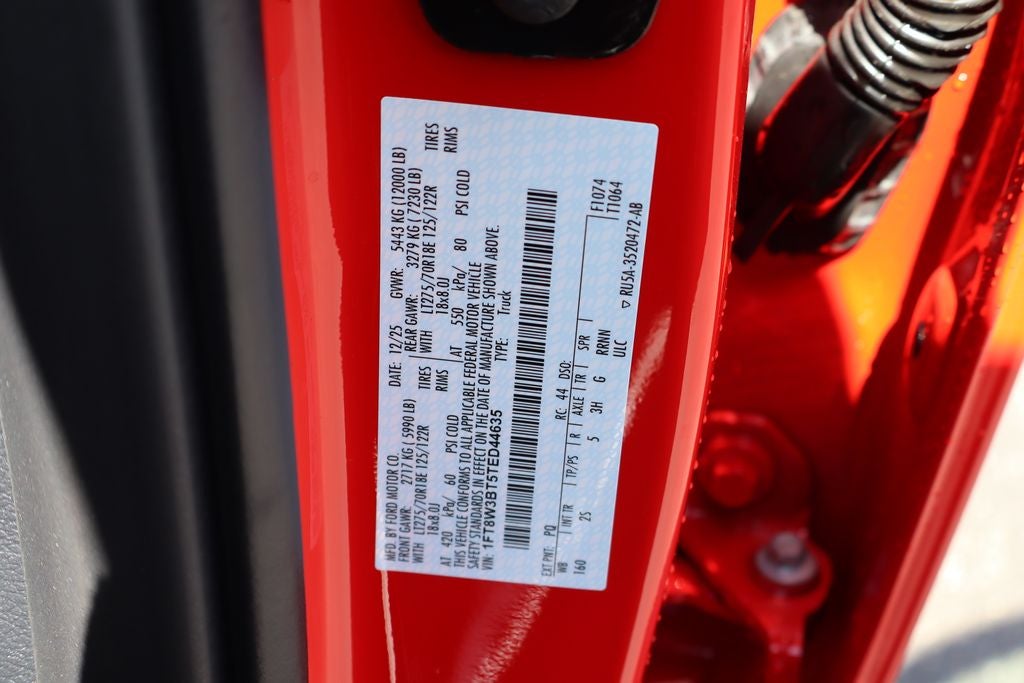 MFD. BY FORD MOTOR CO.
DATE: 12/25 GVWR: 5443 KG (12000 LB)
FRONT GAWR: 2717 KG ( 5990 LB) REAR GAWR: 3279 KG ( 7230 LB)
WITH LT275/70R18E 125/122R TIRES WITH LT275/70R18E 125/122R TIRES
18x8.0J RIMS 18x8.0J RIMS
AT 420 kPa/ 60 PSI COLD AT 550 kPa/ 80 PSI COLD
THIS VEHICLE CONFORMS TO ALL APPLICABLE FEDERAL MOTOR VEHICLE
SAFETY STANDARDS IN EFFECT ON THE DATE OF MANUFACTURE SHOWN ABOVE.
VIN: 1FT8W3BT5TED44635 TYPE: Truck
EXT PNT: PQ RC: 44 DSO: F1074
WB INT TR TP/PS R AXLE TR SPR T1064
160 2S 5 3H G RRNN
ULC ▽ RU5A-3520472-AB